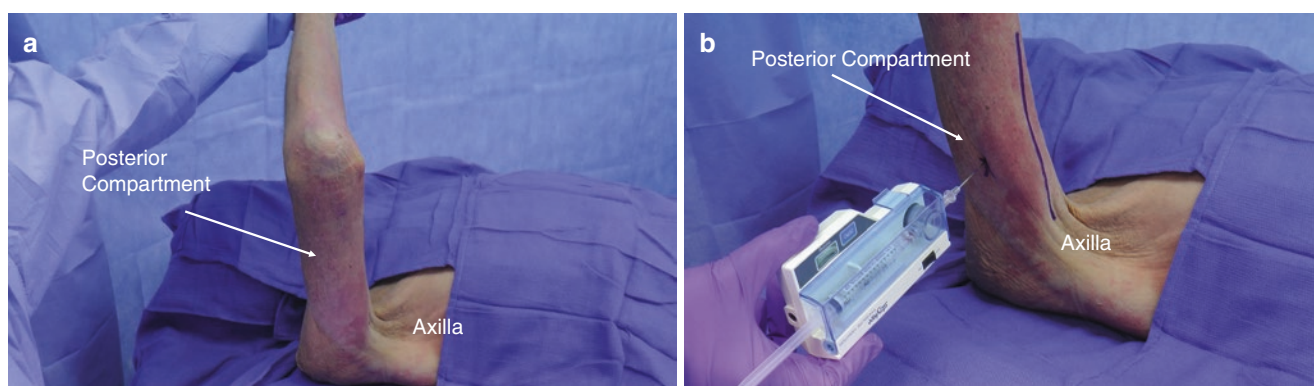 a
Posterior
Compartment
Axilla
b
Posterior Compartment
Axilla